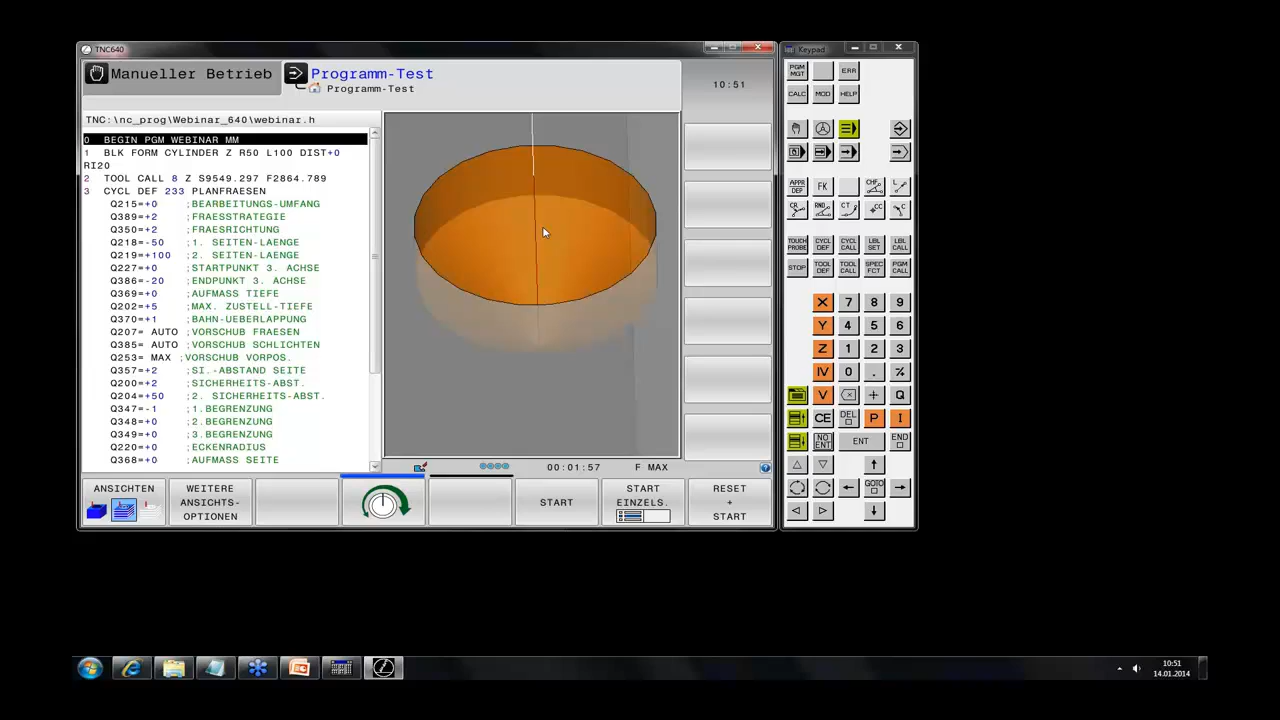 TNC640
Manueller Betrieb
Programm-Test
Programm-Test
10:51
TNC:\nc_prog\Webinar_640\webinar.h
0 BEGIN PGM WEBINAR MM
1 BLK FORM CYLINDER Z R50 L100 DIST+0
RI20
2 TOOL CALL 8 Z S9549.297 F2864.789
3 CYCL DEF 233 PLANFRAESEN
Q215=+0 ;BEARBEITUNGS-UMFANG
Q389=+2 ;FRAESSTRATEGIE
Q350=+2 ;FRAESRICHTUNG
Q218=-50 ;1. SEITEN-LAENGE
Q219=+100 ;2. SEITEN-LAENGE
Q227=+0 ;STARTPUNKT 3. ACHSE
Q386=-20 ;ENDPUNKT 3. ACHSE
Q369=+0 ;AUFMASS TIEFE
Q202=+5 ;MAX. ZUSTELL-TIEFE
Q370=+1 ;BAHN-UEBERLAPPUNG
Q207= AUTO ;VORSCHUB FRAESEN
Q385= AUTO ;VORSCHUB SCHLICHTEN
Q253= MAX ;VORSCHUB VORPOS.
Q357=+2 ;SI.-ABSTAND SEITE
Q200=+2 ;SICHERHEITS-ABST.
Q204=+50 ;2. SICHERHEITS-ABST.
Q347=-1 ;1.BEGRENZUNG
Q348=+0 ;2.BEGRENZUNG
Q349=+0 ;3.BEGRENZUNG
Q220=+0 ;ECKENRADIUS
Q368=+0 ;AUFMASS SEITE
00:01:57 F MAX
ANSICHTEN
WEITERE
ANSICHTS-
OPTIONEN
START
START
EINZELS.
RESET
+
START
Keypad
PGM MGT ERR
CALC MOD HELP
APPR DEP FK CHF L
CR RND CT CC C
TOUCH PROBE CYCL DEF CYCL CALL LBL SET LBL CALL
STOP TOOL DEF TOOL CALL SPEC FCT PGM CALL
X 7 8 9
Y 4 5 6
Z 1 2 3
IV 0 .
V + Q
CE DEL P I
NO ENT ENT END
GOTO
10:51
14.01.2014